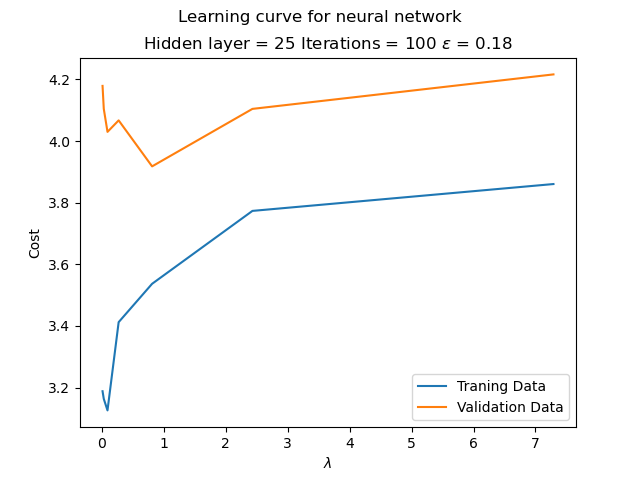 Learning curve for neural network
Hidden layer = 25 Iterations = 100 ε = 0.18
4.2
4.0
3.8
3.6
3.4
3.2
Cost
0 1 2 3 4 5 6 7
λ
Traning Data
Validation Data